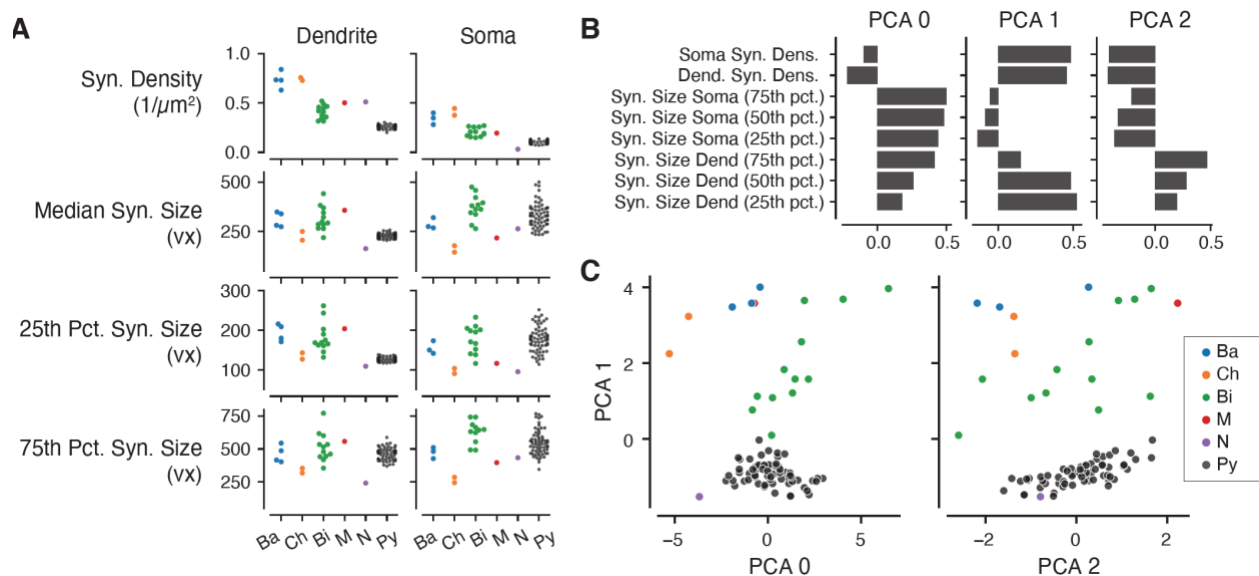 A
Dendrite
Soma
Syn. Density
(1/µm²)
1.0
0.5
0.0
Median Syn. Size
(vx)
500
250
25th Pct. Syn. Size
(vx)
300
200
100
75th Pct. Syn. Size
(vx)
750
500
250
Ba
Ch
Bi
M
N
Py
Ba
Ch
Bi
M
N
Py
B
PCA 0
PCA 1
PCA 2
Soma Syn. Dens.
Dend. Syn. Dens.
Syn. Size Soma (75th pct.)
Syn. Size Soma (50th pct.)
Syn. Size Soma (25th pct.)
Syn. Size Dend (75th pct.)
Syn. Size Dend (50th pct.)
Syn. Size Dend (25th pct.)
0.0 0.5
0.0 0.5
0.0 0.5
C
PCA 1
4
2
0
−5 0 5
PCA 0
−2 0 2
PCA 2
Ba
Ch
Bi
M
N
Py